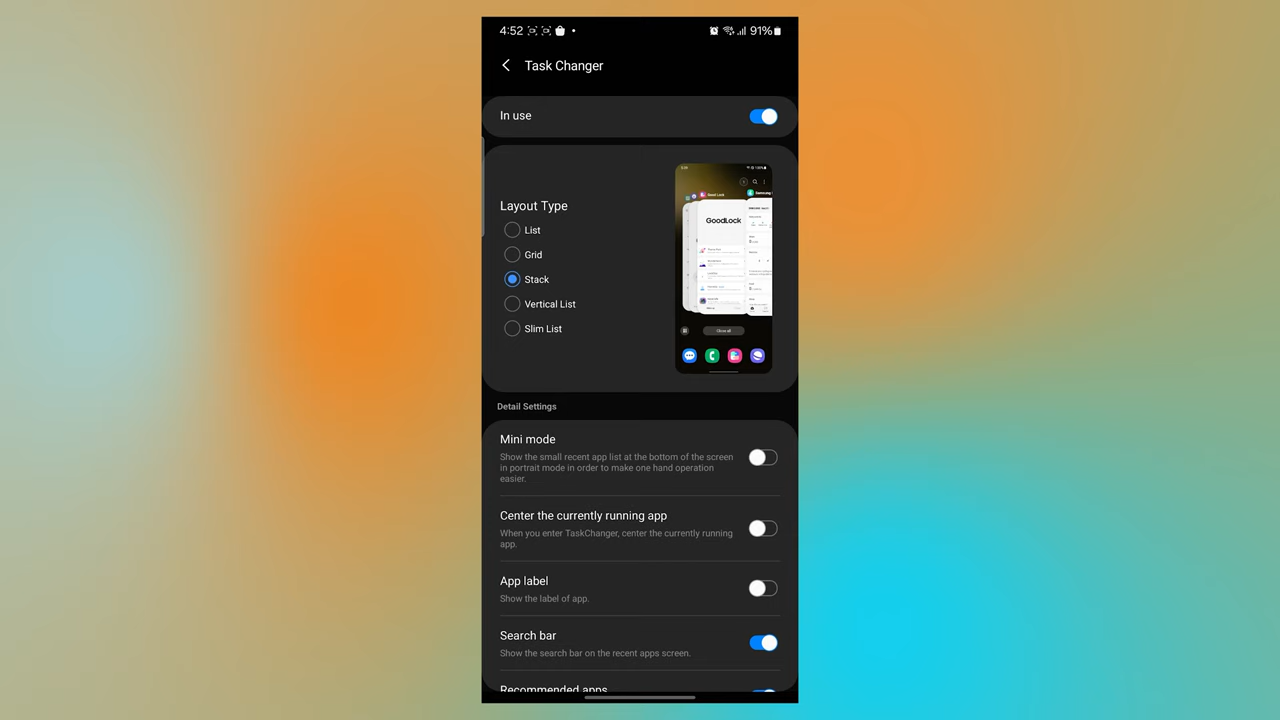 4:52 91%
Task Changer
In use
Layout Type
List
Grid
Stack
Vertical List
Slim List
Good Lock
GoodLock
Close all
Detail Settings
Mini mode
Show the small recent app list at the bottom of the screen
in portrait mode in order to make one hand operation
easier.
Center the currently running app
When you enter TaskChanger, center the currently running
app.
App label
Show the label of app.
Search bar
Show the search bar on the recent apps screen.
Recommended apps